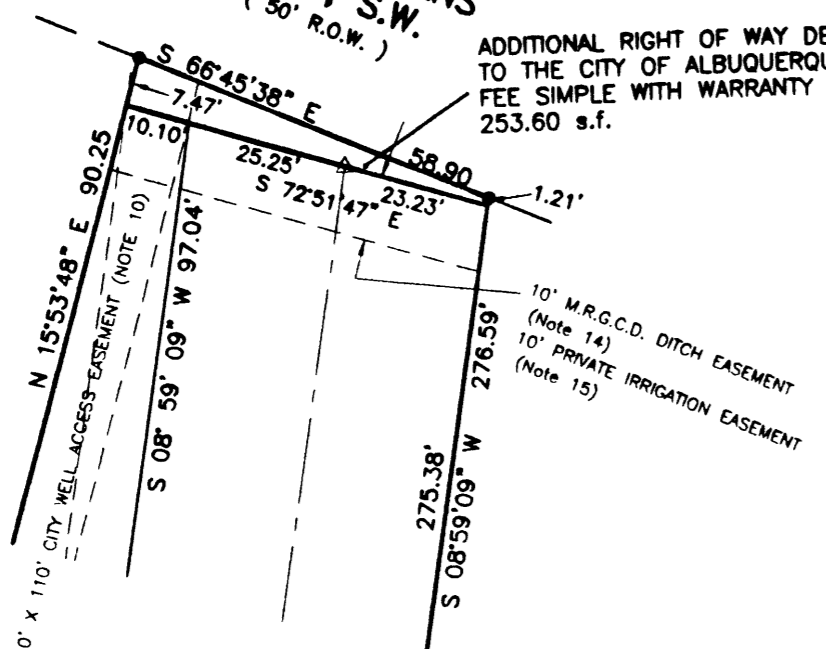 S.W.
( 50' R.O.W. )
ADDITIONAL RIGHT OF WAY
TO THE CITY OF
FEE SIMPLE WITH WARRANTY
253.60 s.f.
S 66°45'38" E
58.90
7.47'
10.10'
25.25'
23.23'
S 72°51'47" E
1.21'
N 15°53'48" E 90.25
0' X 110' CITY WELL ACCESS EASEMENT (NOTE 10)
S 08° 59' 09" W 97.04'
276.59'
275.38'
S 08°59'09" W
10' M.R.G.C.D. DITCH EASEMENT
(Note 14)
10' PRIVATE IRRIGATION EASEMENT
(Note 15)